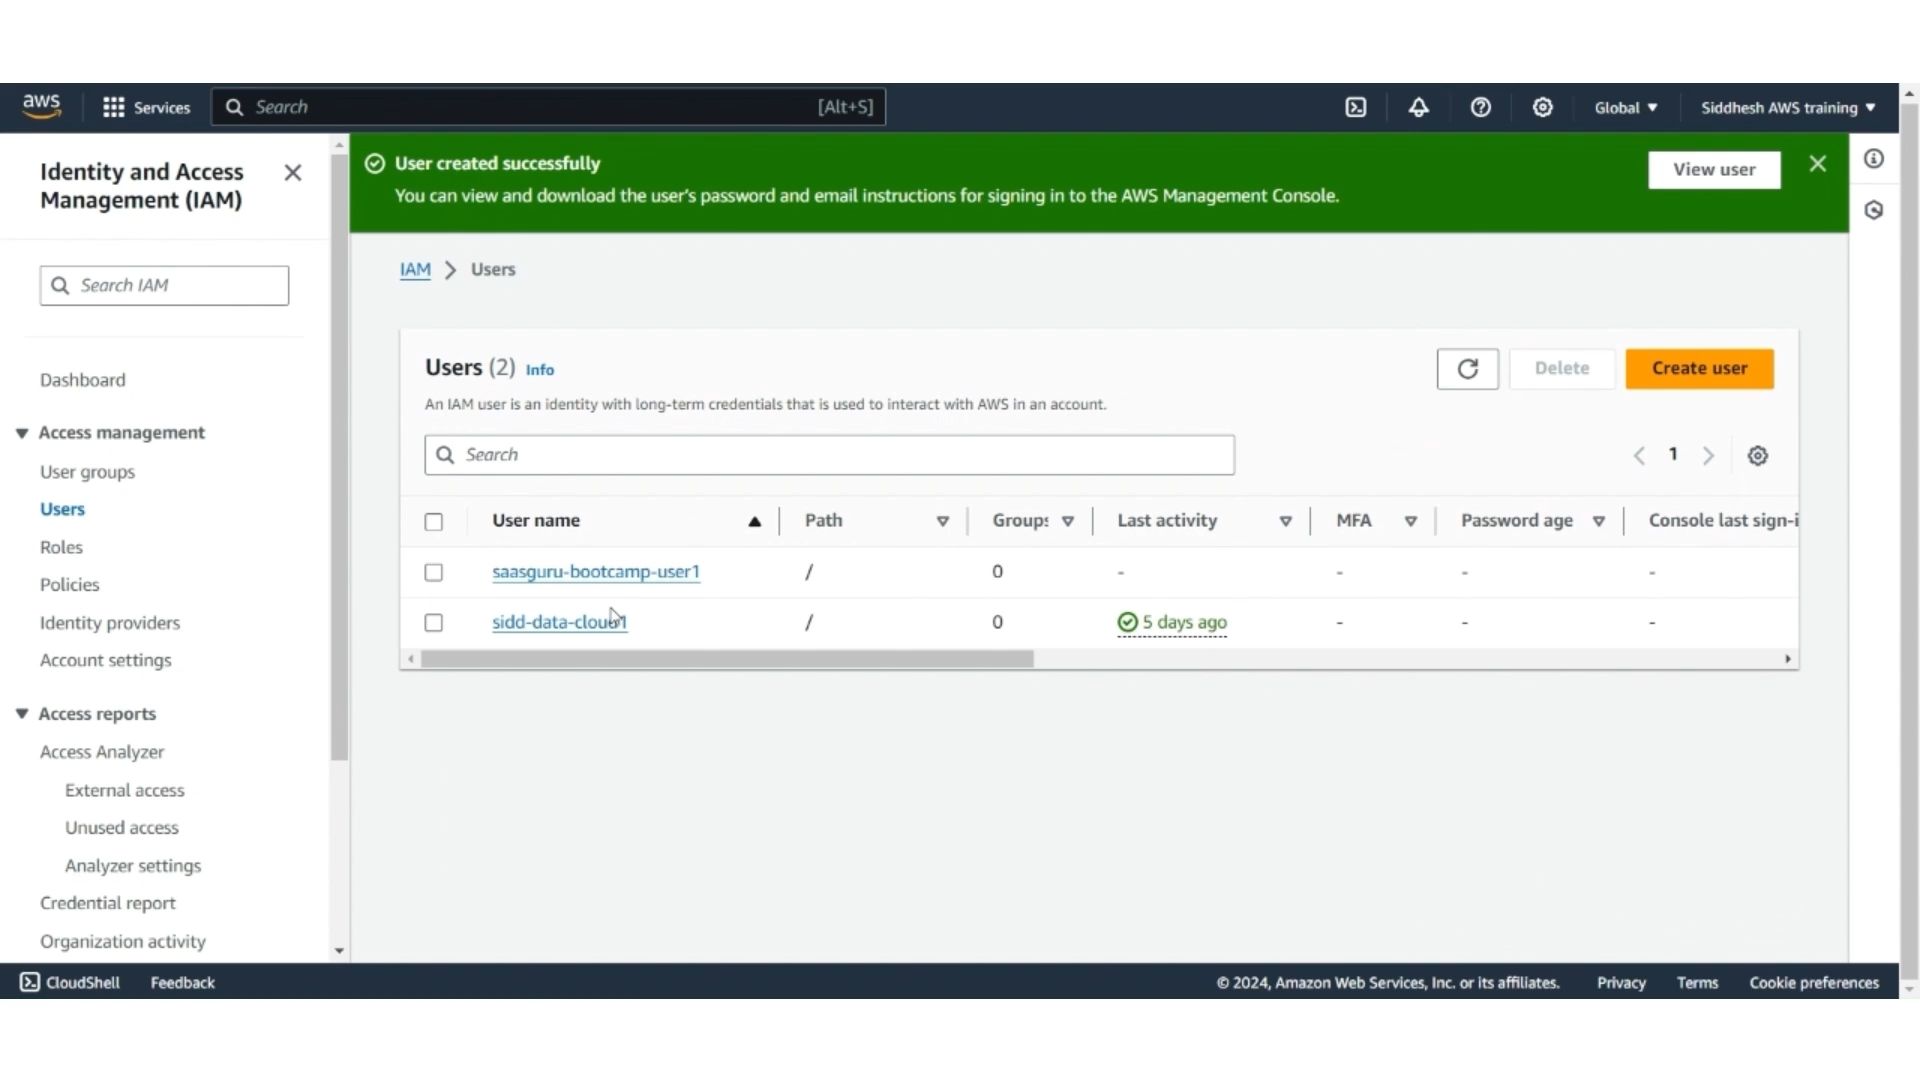 aws Services Search [Alt+S] Global Siddhesh AWS training
Identity and Access
Management (IAM)
Search IAM
Dashboard
Access management
User groups
Users
Roles
Policies
Identity providers
Account settings
Access reports
Access Analyzer
External access
Unused access
Analyzer settings
Credential report
Organization activity
User created successfully
You can view and download the user's password and email instructions for signing in to the AWS Management Console.
View user
IAM > Users
Users (2) Info
Delete
Create user
An IAM user is an identity with long-term credentials that is used to interact with AWS in an account.
Search
1
User name Path Groups Last activity MFA Password age Console last sign-i
saasguru-bootcamp-user1 / 0 - - - -
sidd-data-cloud1 / 0 5 days ago - - -
CloudShell Feedback © 2024, Amazon Web Services, Inc. or its affiliates. Privacy Terms Cookie preferences